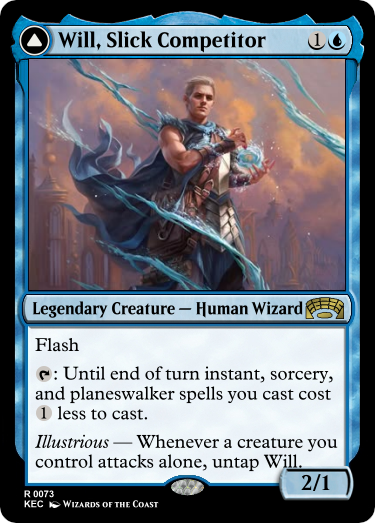 Will, Slick Competitor 1
Legendary Creature — Human Wizard
Flash
: Until end of turn instant, sorcery,
and planeswalker spells you cast cost
1 less to cast.
Illustrious — Whenever a creature you
control attacks alone, untap Will.
2/1
R 0073
KEC Wizards of the Coast